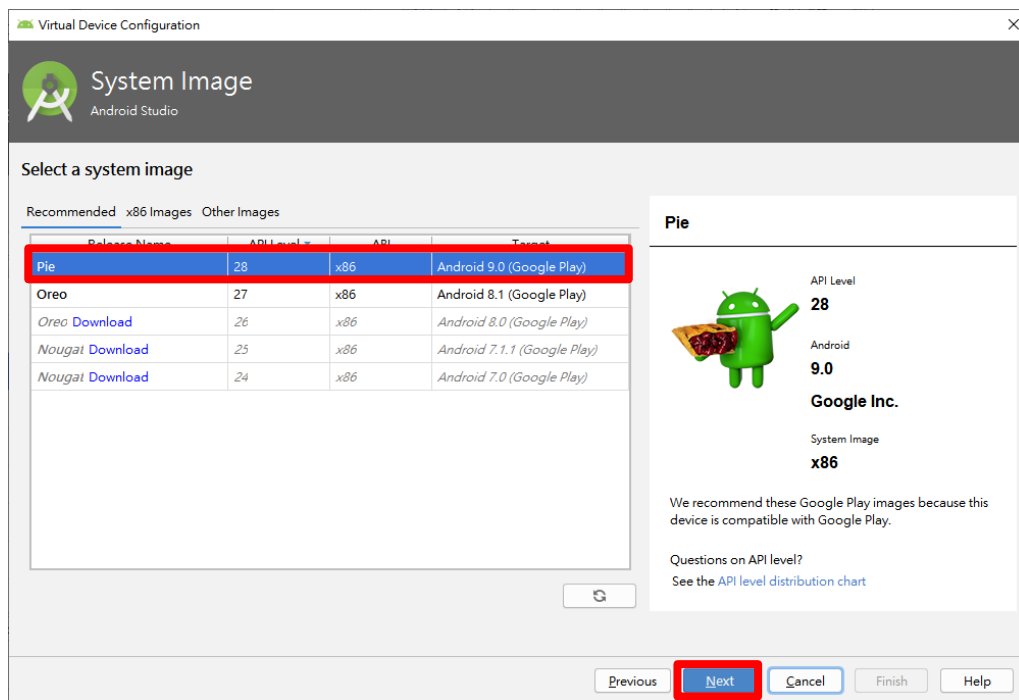 Virtual Device Configuration
System Image
Android Studio
Select a system image
Recommended x86 Images Other Images
Release Name API Level ABI Target
Pie 28 x86 Android 9.0 (Google Play)
Oreo 27 x86 Android 8.1 (Google Play)
Oreo Download 26 x86 Android 8.0 (Google Play)
Nougat Download 25 x86 Android 7.1.1 (Google Play)
Nougat Download 24 x86 Android 7.0 (Google Play)
Pie
API Level
28
Android
9.0
Google Inc.
System Image
x86
We recommend these Google Play images because this
device is compatible with Google Play.
Questions on API level?
See the API level distribution chart
Previous Next Cancel Finish Help